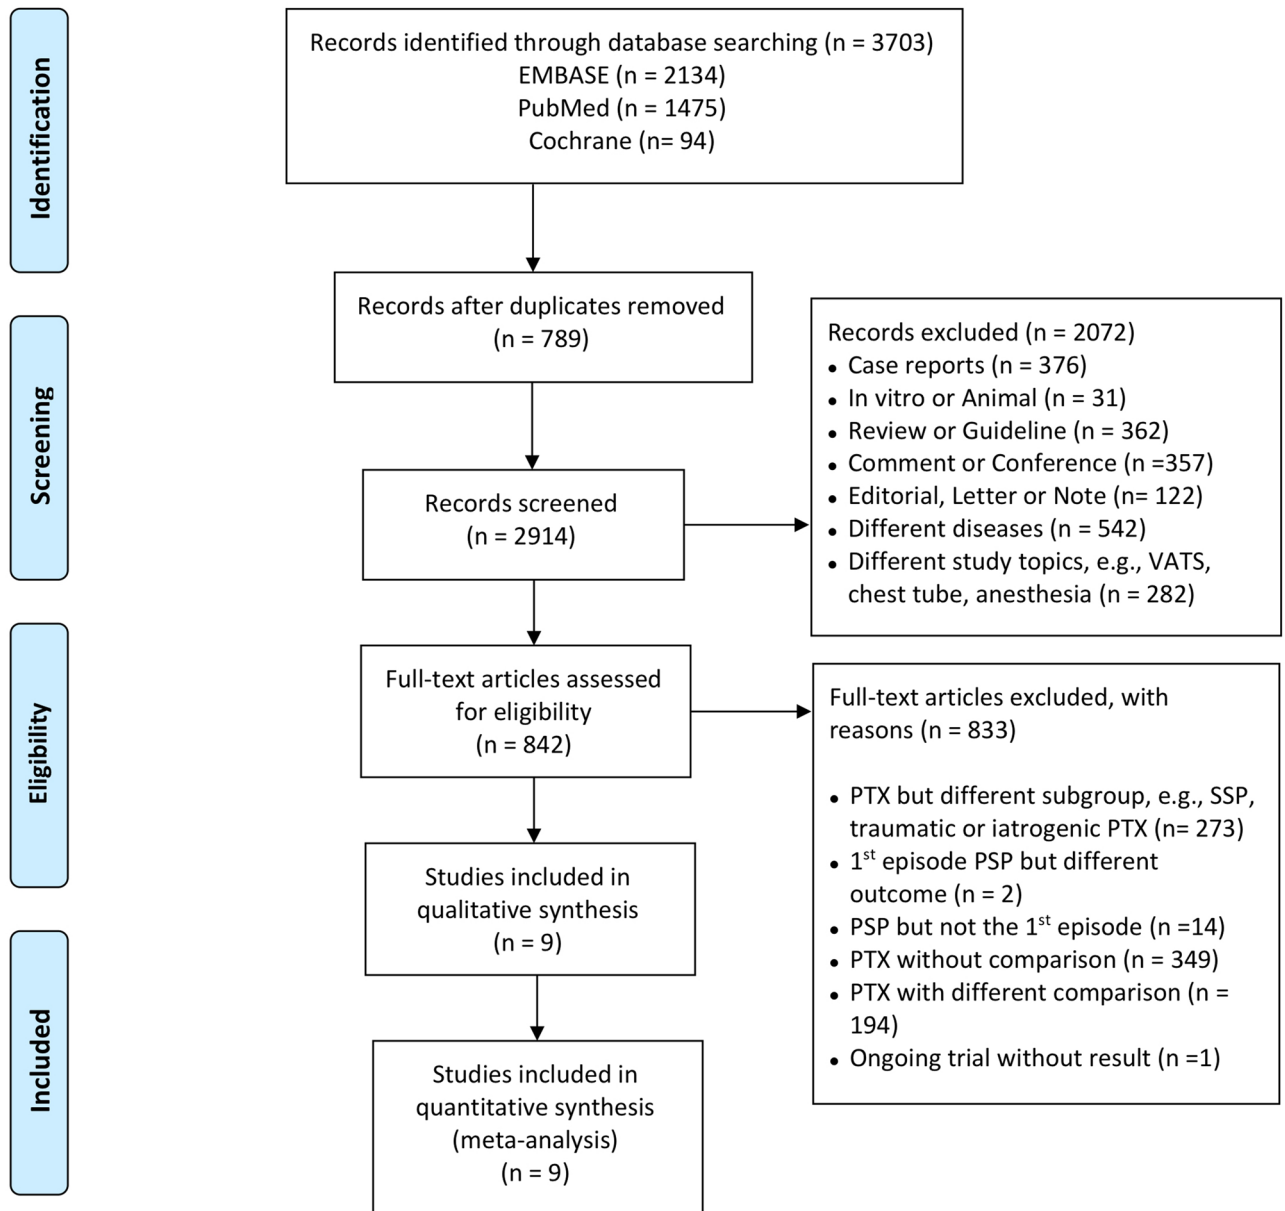 Identification
Records identified through database searching (n = 3703)
EMBASE (n = 2134)
PubMed (n = 1475)
Cochrane (n= 94)
Screening
Records after duplicates removed
(n = 789)
Records screened
(n = 2914)
Records excluded (n = 2072)
• Case reports (n = 376)
• In vitro or Animal (n = 31)
• Review or Guideline (n = 362)
• Comment or Conference (n =357)
• Editorial, Letter or Note (n= 122)
• Different diseases (n = 542)
• Different study topics, e.g., VATS,
chest tube, anesthesia (n = 282)
Eligibility
Full-text articles assessed
for eligibility
(n = 842)
Full-text articles excluded, with
reasons (n = 833)
• PTX but different subgroup, e.g., SSP,
traumatic or iatrogenic PTX (n= 273)
• 1st episode PSP but different
outcome (n = 2)
• PSP but not the 1st episode (n =14)
• PTX without comparison (n = 349)
• PTX with different comparison (n =
194)
• Ongoing trial without result (n =1)
Studies included in
qualitative synthesis
(n = 9)
Included
Studies included in
quantitative synthesis
(meta-analysis)
(n = 9)